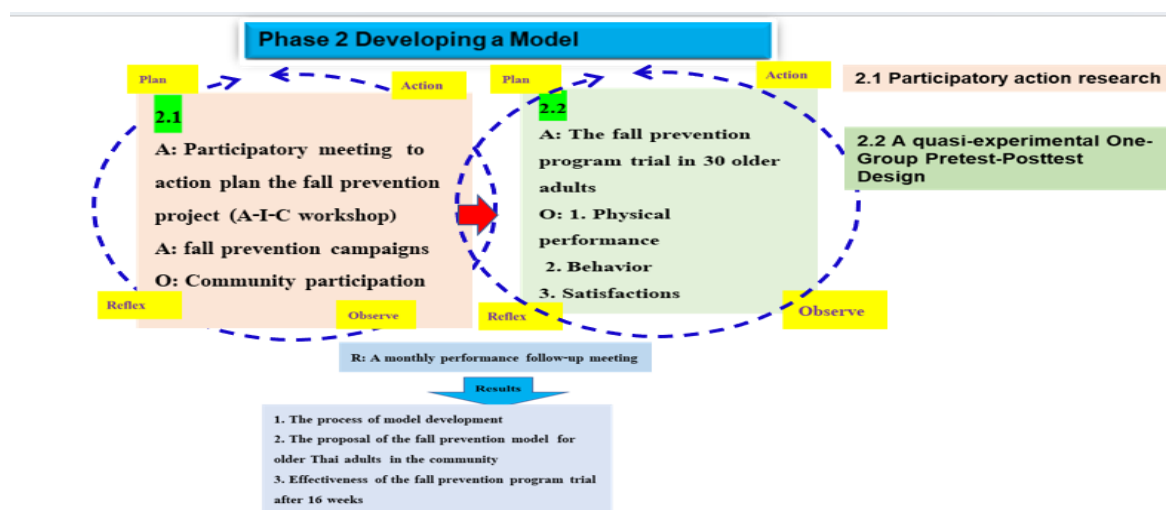 Phase 2 Developing a Model
Plan
Action
2.1
A: Participatory meeting to
action plan the fall prevention
project (A-I-C workshop)
A: fall prevention campaigns
O: Community participation
Reflex
Observe
Plan
Action
2.2
A: The fall prevention
program trial in 30 older
adults
O: 1. Physical
performance
2. Behavior
3. Satisfactions
Reflex
Observe
2.1 Participatory action research
2.2 A quasi-experimental One-
Group Pretest-Posttest
Design
R: A monthly performance follow-up meeting
Results
1. The process of model development
2. The proposal of the fall prevention model for
older Thai adults in the community
3. Effectiveness of the fall prevention program trial
after 16 weeks